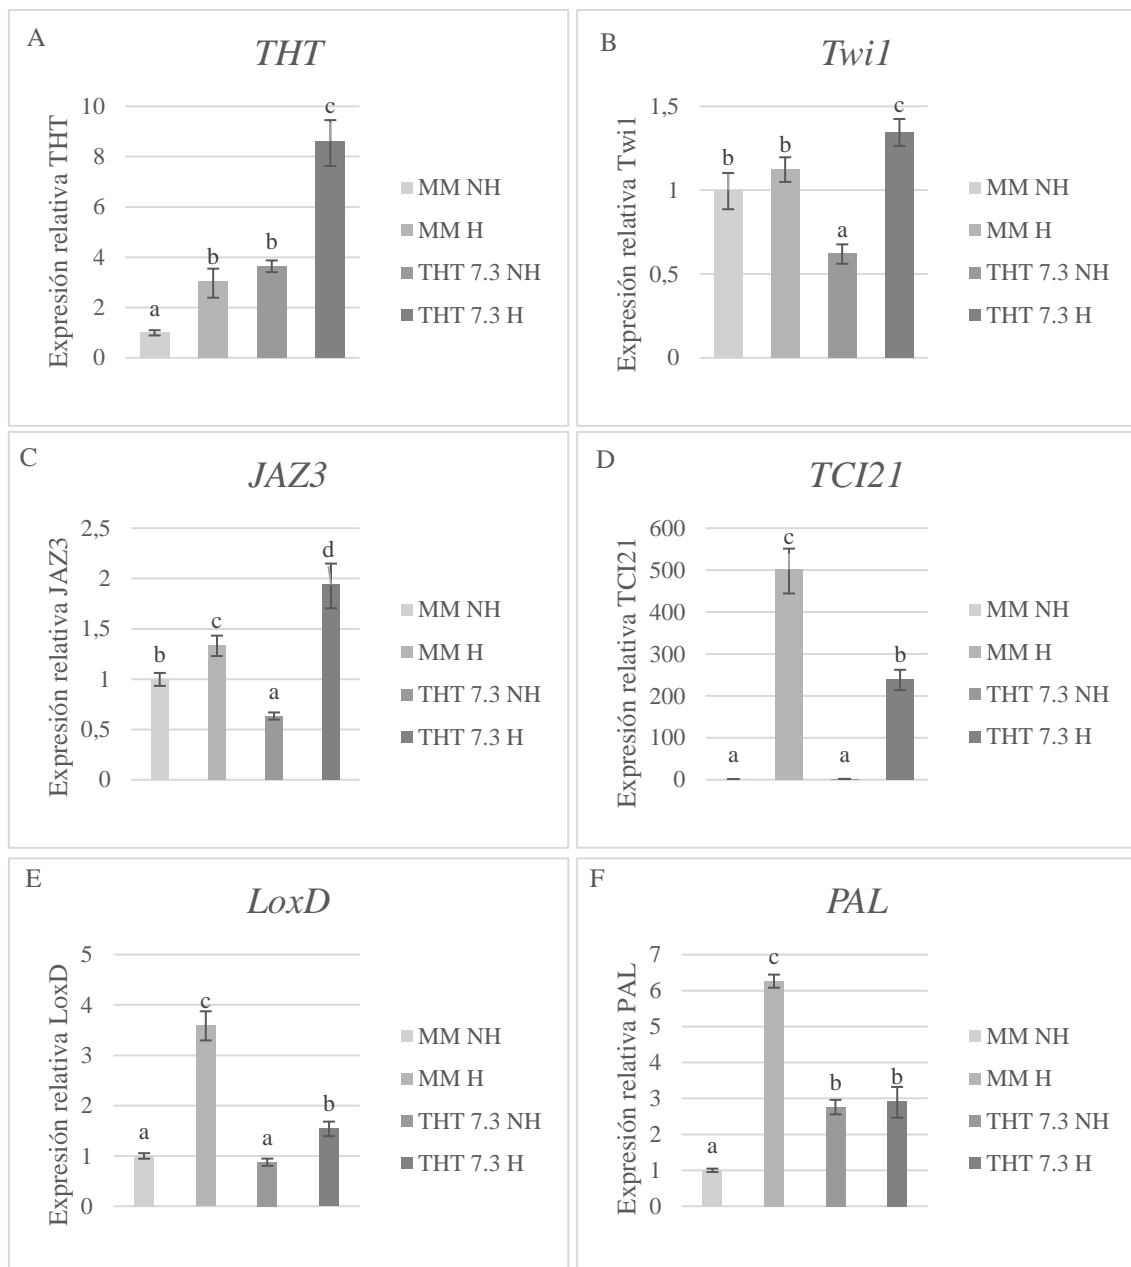 A
THT
Expresión relativa THT
10
8
6
4
2
0
a
b
b
c
MM NH
MM H
THT 7.3 NH
THT 7.3 H
B
Twi1
Expresión relativa Twi1
1,5
1
0,5
0
b
b
a
c
MM NH
MM H
THT 7.3 NH
THT 7.3 H
C
JAZ3
Expresión relativa JAZ3
2,5
2
1,5
1
0,5
0
b
c
a
d
MM NH
MM H
THT 7.3 NH
THT 7.3 H
D
TCI21
Expresión relativa TCI21
600
500
400
300
200
100
0
a
c
a
b
MM NH
MM H
THT 7.3 NH
THT 7.3 H
E
LoxD
Expresión relativa LoxD
5
4
3
2
1
0
a
c
a
b
MM NH
MM H
THT 7.3 NH
THT 7.3 H
F
PAL
Expresión relativa PAL
7
6
5
4
3
2
1
0
a
c
b
b
MM NH
MM H
THT 7.3 NH
THT 7.3 H